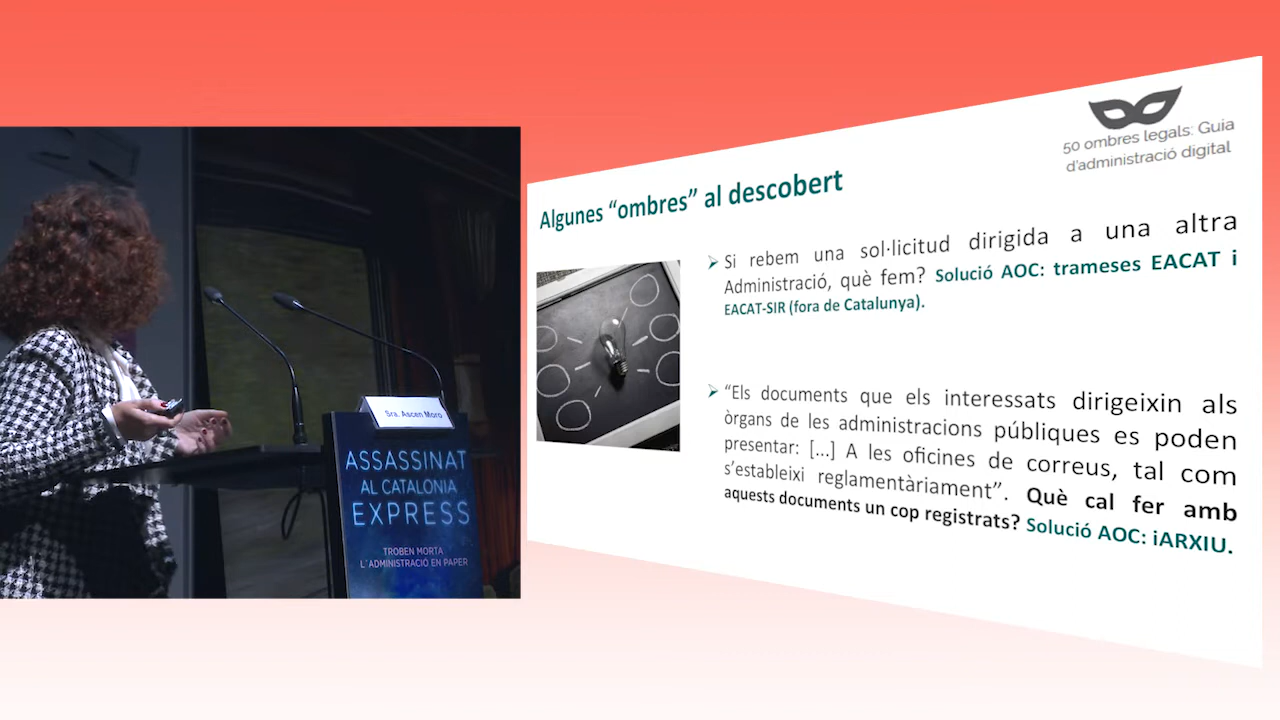 Sra. Ascen Moro
ASSASSINAT
AL CATALONIA
EXPRESS
TROBEN MORTA
L´ADMINISTRACIÓ EN PAPER
50 ombres legals: Guia
d'administració digital
Algunes “ombres” al descobert
Si rebem una sol·licitud dirigida a una altra
Administració, què fem? Solució AOC: trameses EACAT i
EACAT-SIR (fora de Catalunya).
“Els documents que els interessats dirigeixin als
òrgans de les administracions públiques es poden
presentar: [...] A les oficines de correus, tal com
s’estableixi reglamentàriament”. Què cal fer amb
aquests documents un cop registrats? Solució AOC: iARXIU.